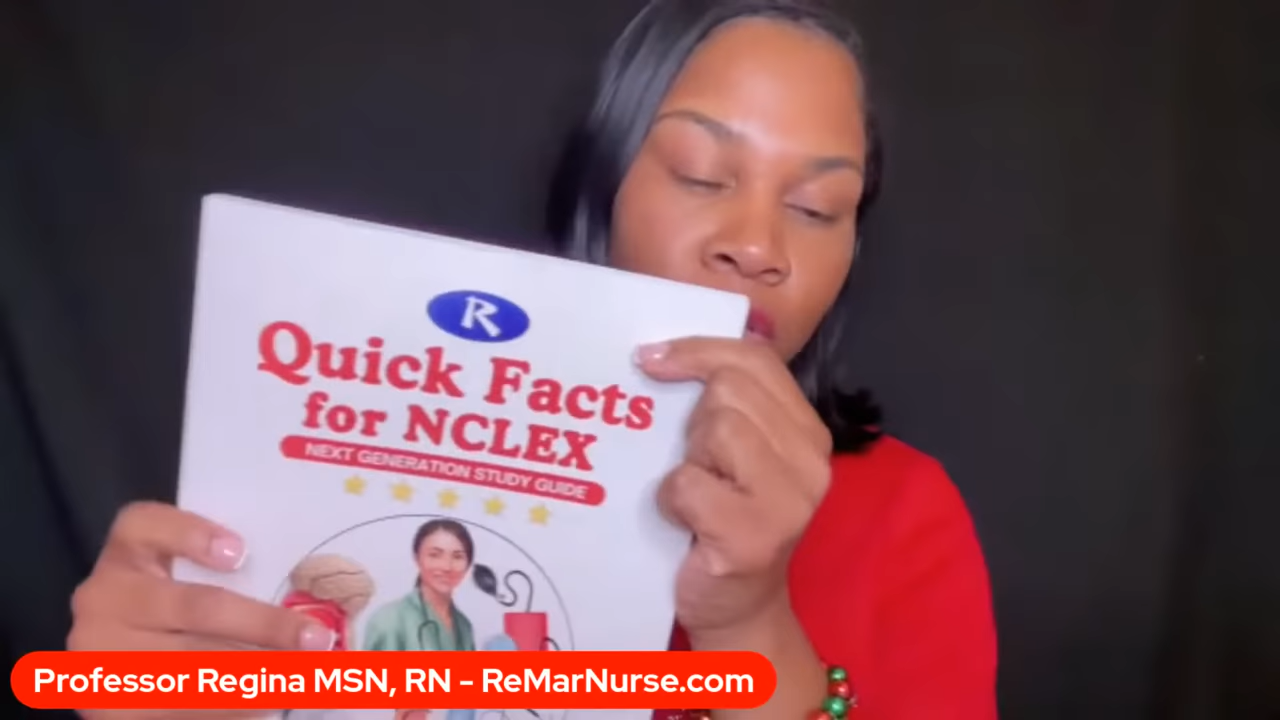 R
Quick Facts
for NCLEX
NEXT GENERATION STUDY GUIDE
Professor Regina MSN, RN - ReMarNurse.com